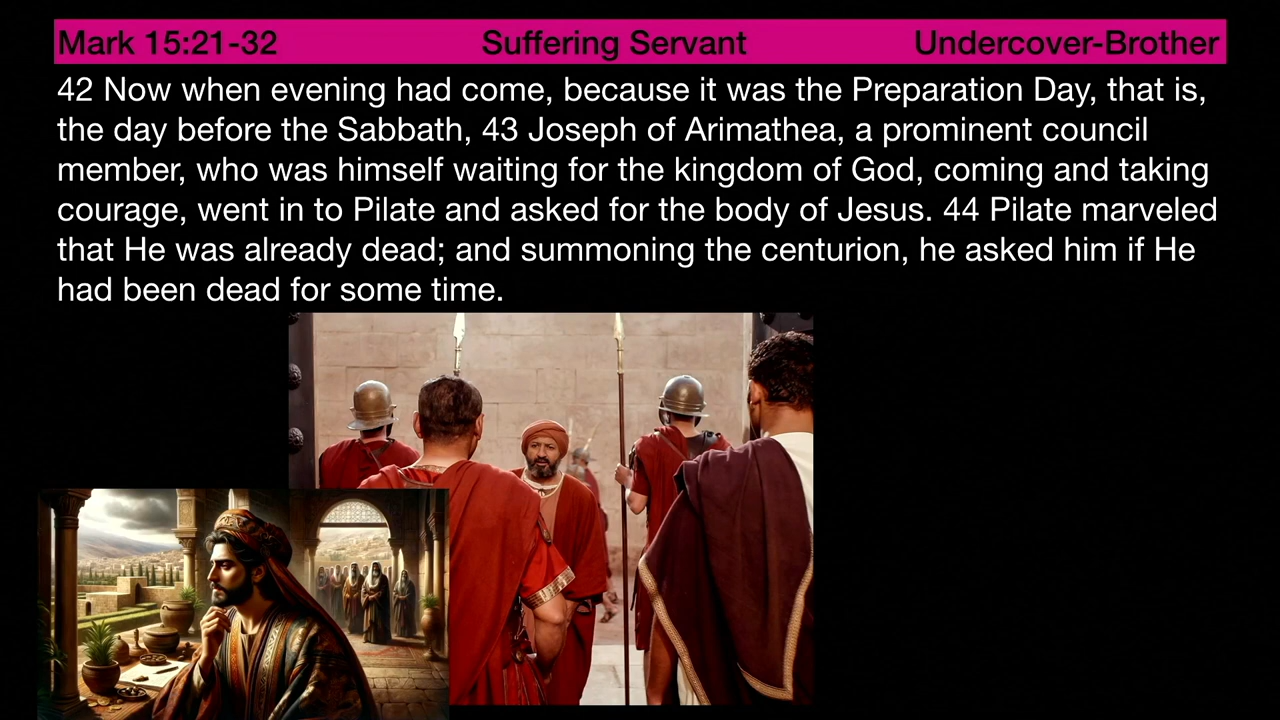 Mark 15:21-32 Suffering Servant Undercover-Brother
42 Now when evening had come, because it was the Preparation Day, that is,
the day before the Sabbath, 43 Joseph of Arimathea, a prominent council
member, who was himself waiting for the kingdom of God, coming and taking
courage, went in to Pilate and asked for the body of Jesus. 44 Pilate marveled
that He was already dead; and summoning the centurion, he asked him if He
had been dead for some time.